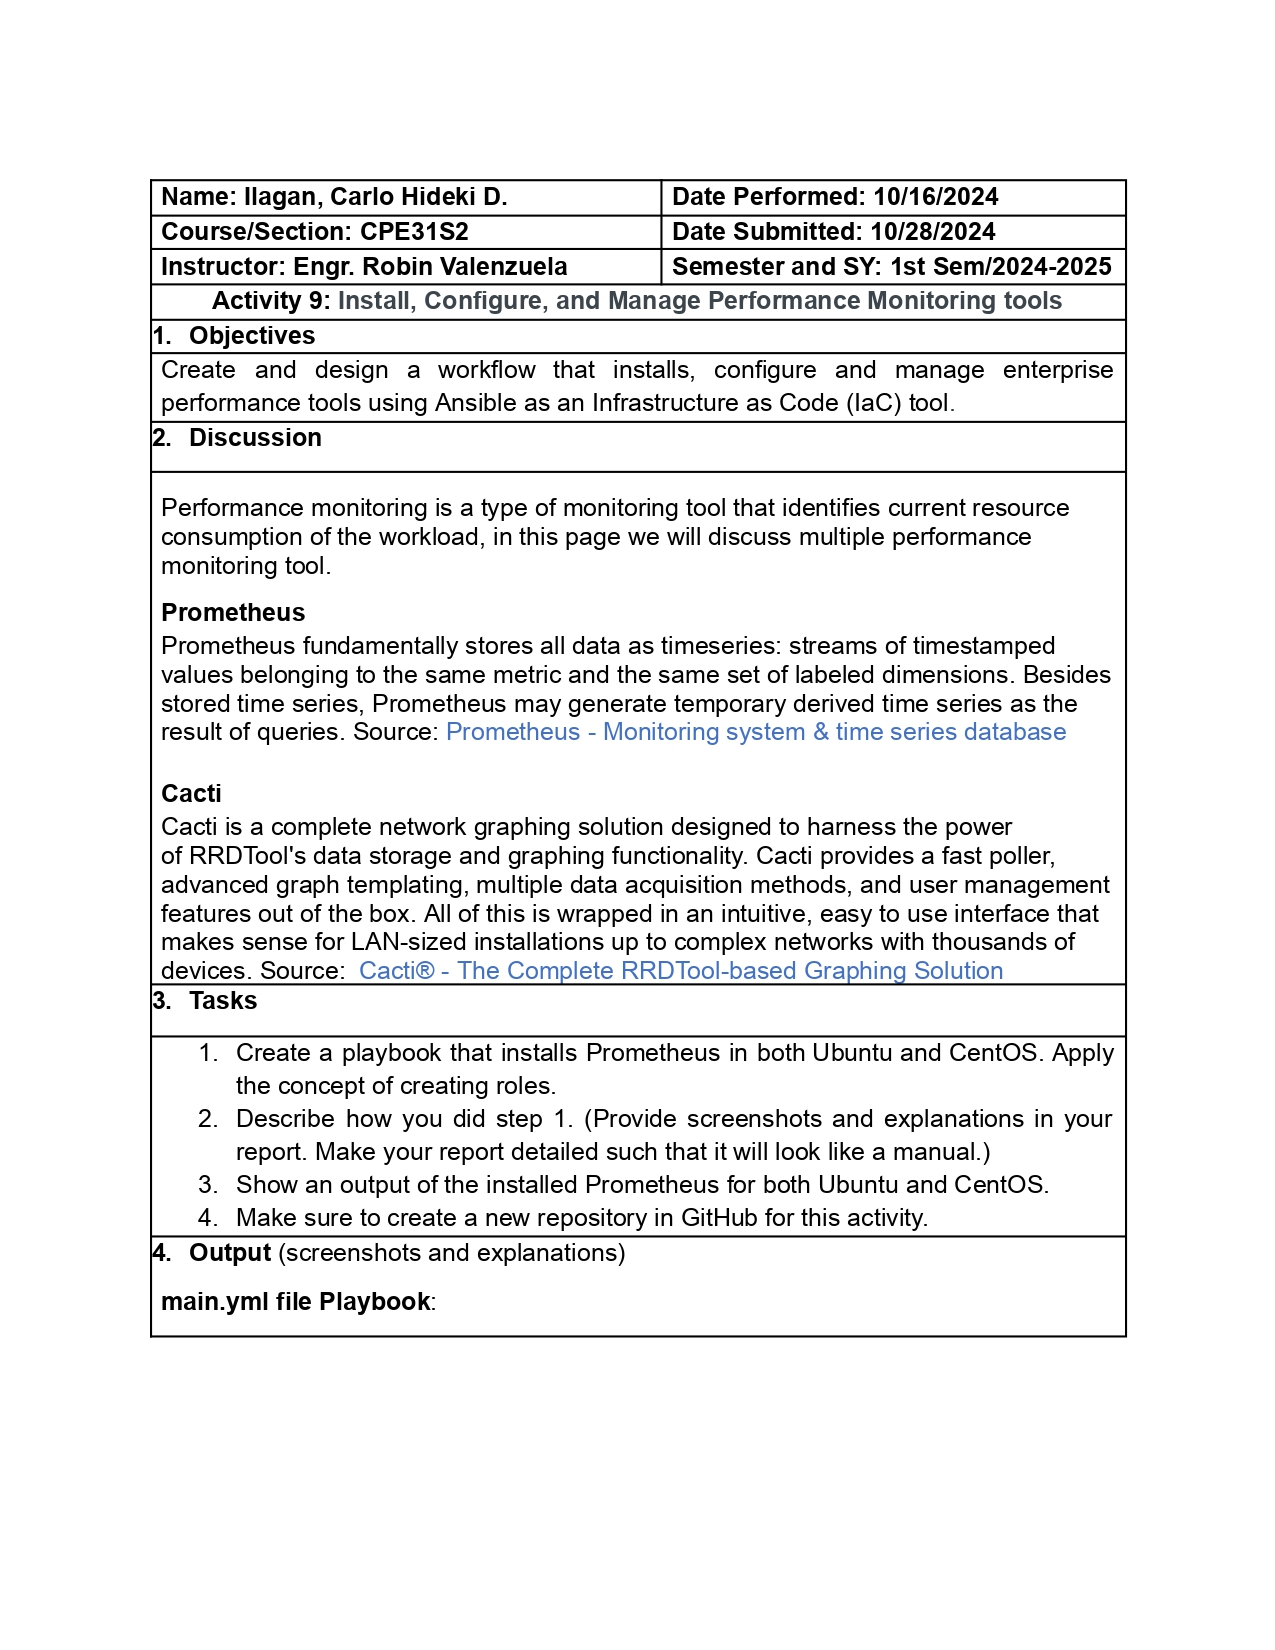 Name: Ilagan, Carlo Hideki D. Date Performed: 10/16/2024
Course/Section: CPE31S2 Date Submitted: 10/28/2024
Instructor: Engr. Robin Valenzuela Semester and SY: 1st Sem/2024-2025
Activity 9: Install, Configure, and Manage Performance Monitoring tools
1. Objectives
Create and design a workflow that installs, configure and manage enterprise
performance tools using Ansible as an Infrastructure as Code (IaC) tool.
2. Discussion
Performance monitoring is a type of monitoring tool that identifies current resource
consumption of the workload, in this page we will discuss multiple performance
monitoring tool.
Prometheus
Prometheus fundamentally stores all data as timeseries: streams of timestamped
values belonging to the same metric and the same set of labeled dimensions. Besides
stored time series, Prometheus may generate temporary derived time series as the
result of queries. Source: Prometheus - Monitoring system & time series database
Cacti
Cacti is a complete network graphing solution designed to harness the power
of RRDTool's data storage and graphing functionality. Cacti provides a fast poller,
advanced graph templating, multiple data acquisition methods, and user management
features out of the box. All of this is wrapped in an intuitive, easy to use interface that
makes sense for LAN-sized installations up to complex networks with thousands of
devices. Source: Cacti® - The Complete RRDTool-based Graphing Solution
3. Tasks
1. Create a playbook that installs Prometheus in both Ubuntu and CentOS. Apply
the concept of creating roles.
2. Describe how you did step 1. (Provide screenshots and explanations in your
report. Make your report detailed such that it will look like a manual.)
3. Show an output of the installed Prometheus for both Ubuntu and CentOS.
4. Make sure to create a new repository in GitHub for this activity.
4. Output (screenshots and explanations)
main.yml file Playbook: